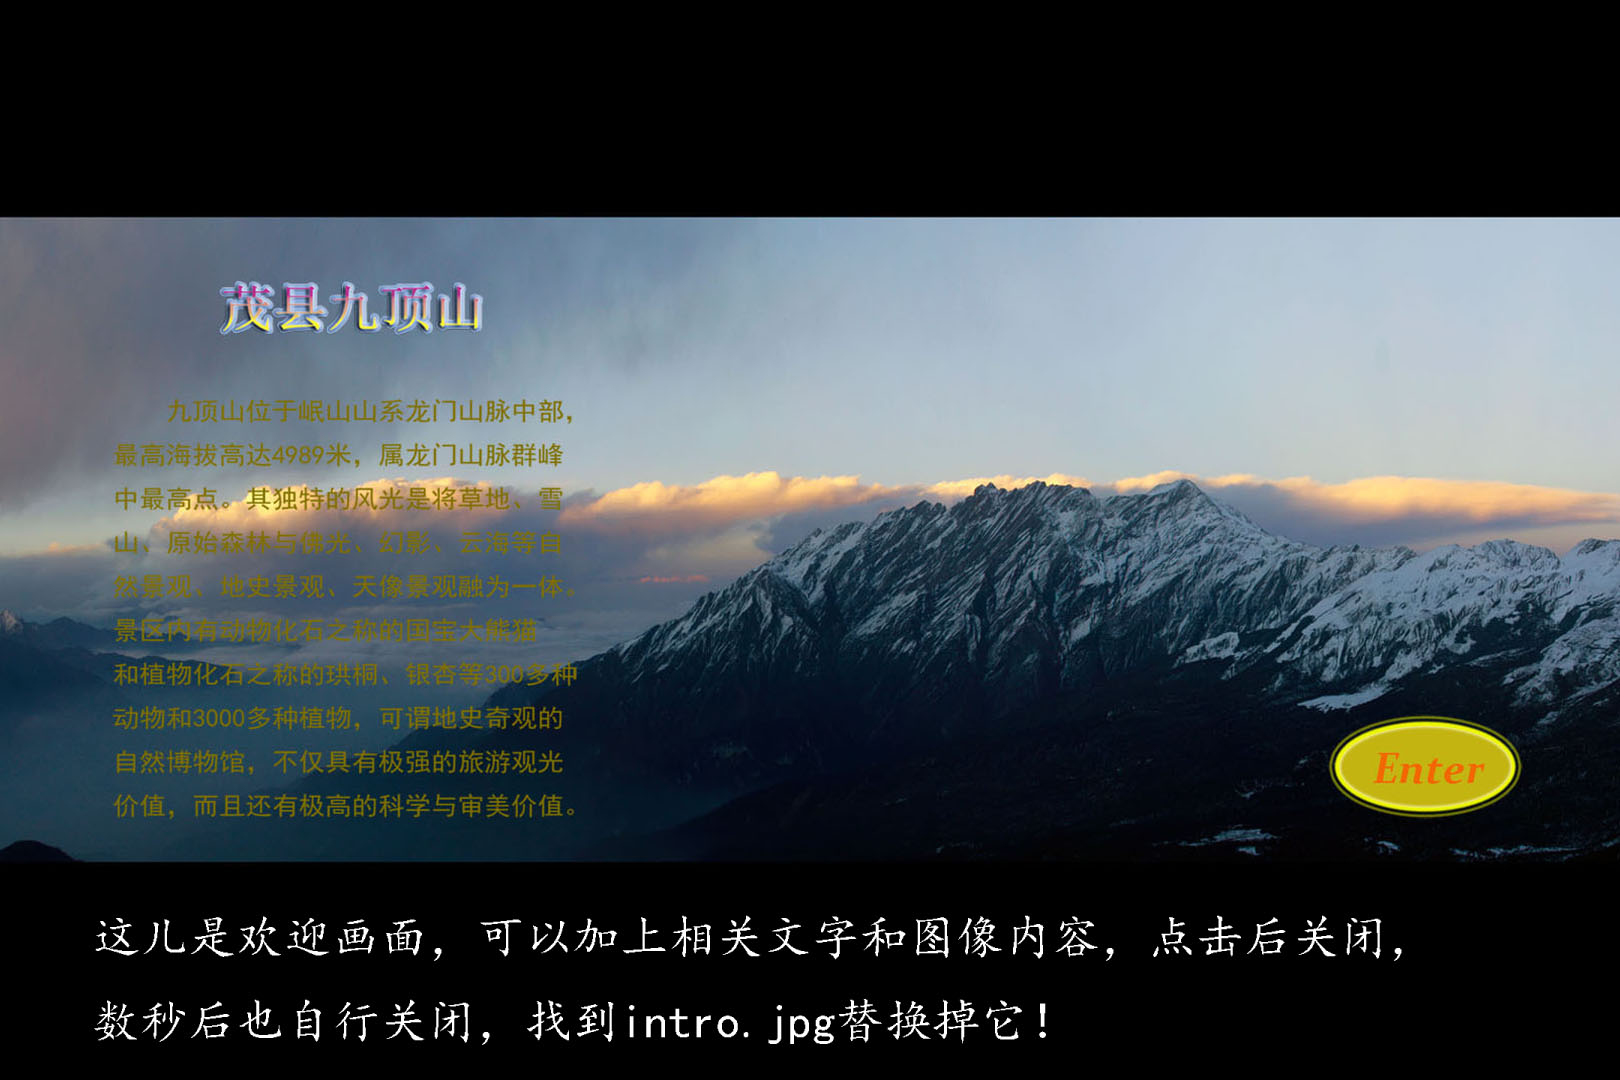 茂县九顶山
九顶山位于岷山山系龙门山脉中部,
最高海拔高达4989米，属龙门山脉群峰
中最高点。其独特的风光是将草地、雪
山、原始森林与佛光、幻影、云海等自
然景观、地史景观、天像景观融为一体。
景区内有动物化石之称的国宝大熊猫
和植物化石之称的珙桐、银杏等300多种
动物和3000多种植物，可谓地史奇观的
自然博物馆，不仅具有极强的旅游观光
价值，而且还有极高的科学与审美价值。
Enter
这儿是欢迎画面，可以加上相关文字和图像内容，点击后关闭，
数秒后也自行关闭，找到intro.jpg替换掉它！